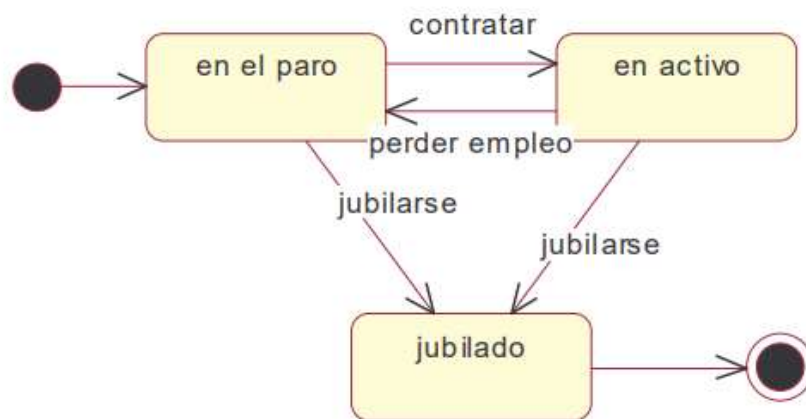 contratar
en el paro
en activo
perder empleo
jubilarse
jubilarse
jubilado